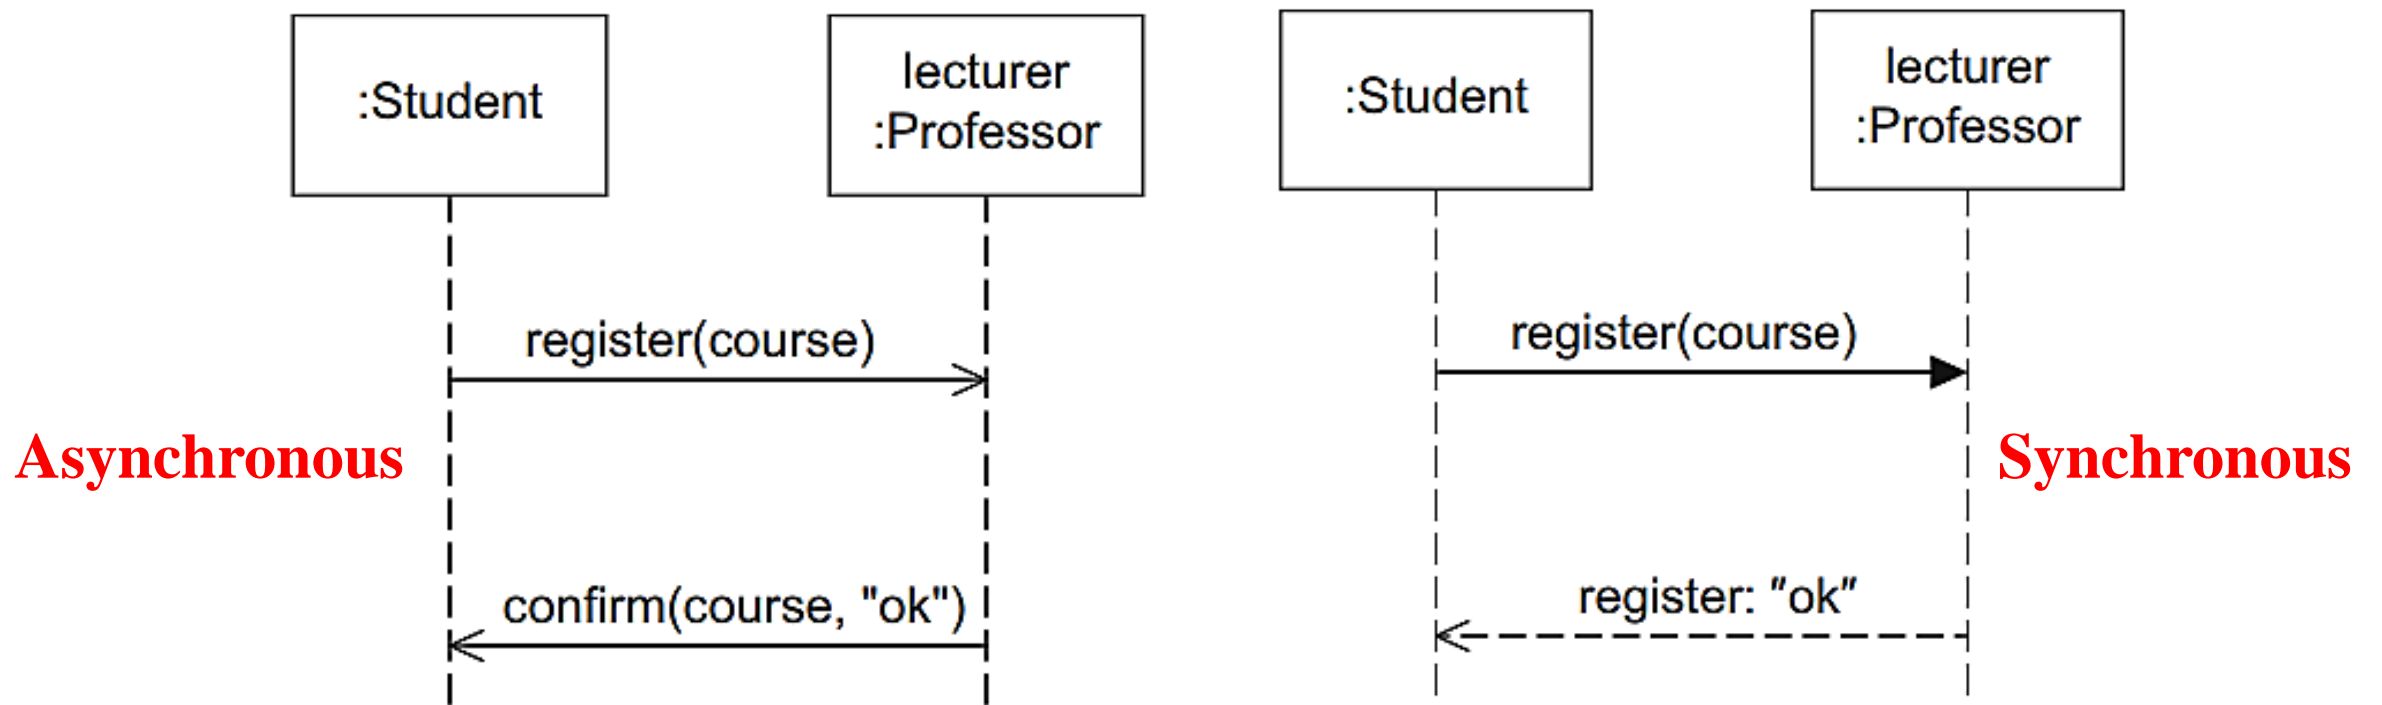 :Student
lecturer
:Professor
register(course)
Asynchronous
confirm(course, "ok")
:Student
lecturer
:Professor
register(course)
Synchronous
register: "ok"